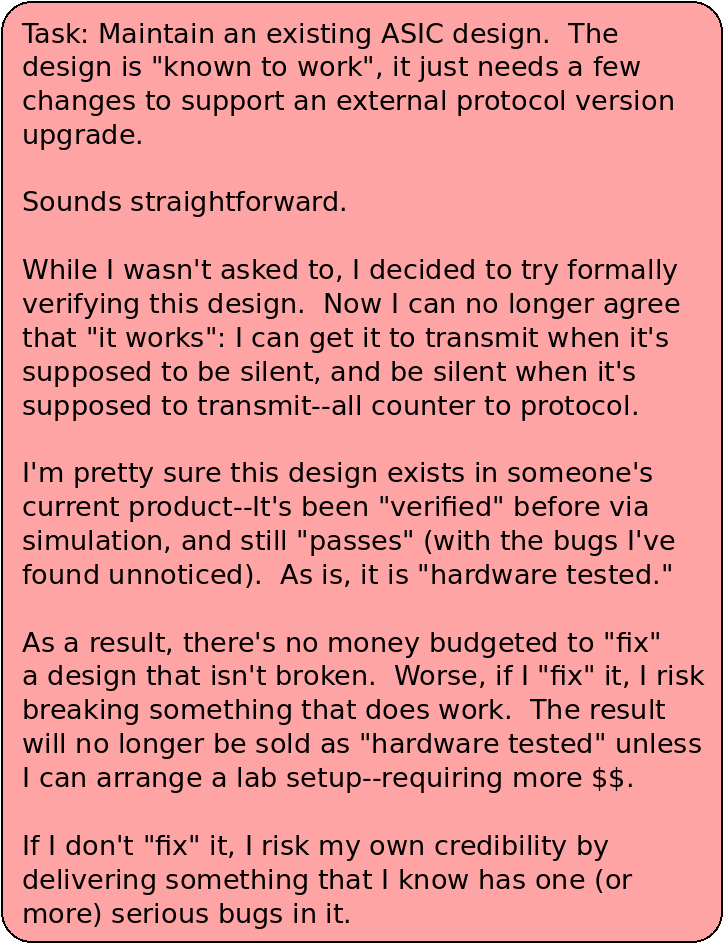 Task: Maintain an existing ASIC design.  The
design is "known to work", it just needs a few
changes to support an external protocol version
upgrade.
Sounds straightforward.
While I wasn't asked to, I decided to try formally
verifying this design.  Now I can no longer agree
that "it works": I can get it to transmit when it's
supposed to be silent, and be silent when it's
supposed to transmit--all counter to protocol.
I'm pretty sure this design exists in someone's
current product--It's been "verified" before via
simulation, and still "passes" (with the bugs I've
found unnoticed).  As is, it is "hardware tested."
As a result, there's no money budgeted to "fix"
a design that isn't broken.  Worse, if I "fix" it, I risk
breaking something that does work.  The result
will no longer be sold as "hardware tested" unless
I can arrange a lab setup--requiring more $$.
If I don't "fix" it, I risk my own credibility by
delivering something that I know has one (or
more) serious bugs in it.